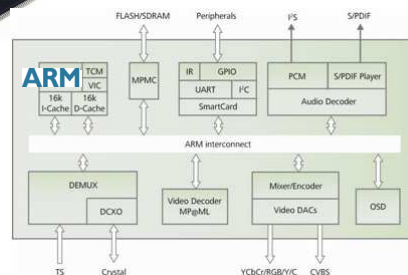 FLASH/SDRAM
Peripherals
I²S
S/PDIF
ARM
TCM
VIC
16k
I-Cache
16k
D-Cache
MPMC
IR
GPIO
UART
I²C
SmartCard
PCM
S/PDIF Player
Audio Decoder
ARM interconnect
DEMUX
DCXO
Video Decoder
MP@ML
Mixer/Encoder
Video DACs
OSD
TS
Crystal
YCbCr/RGB/Y/C
CVBS